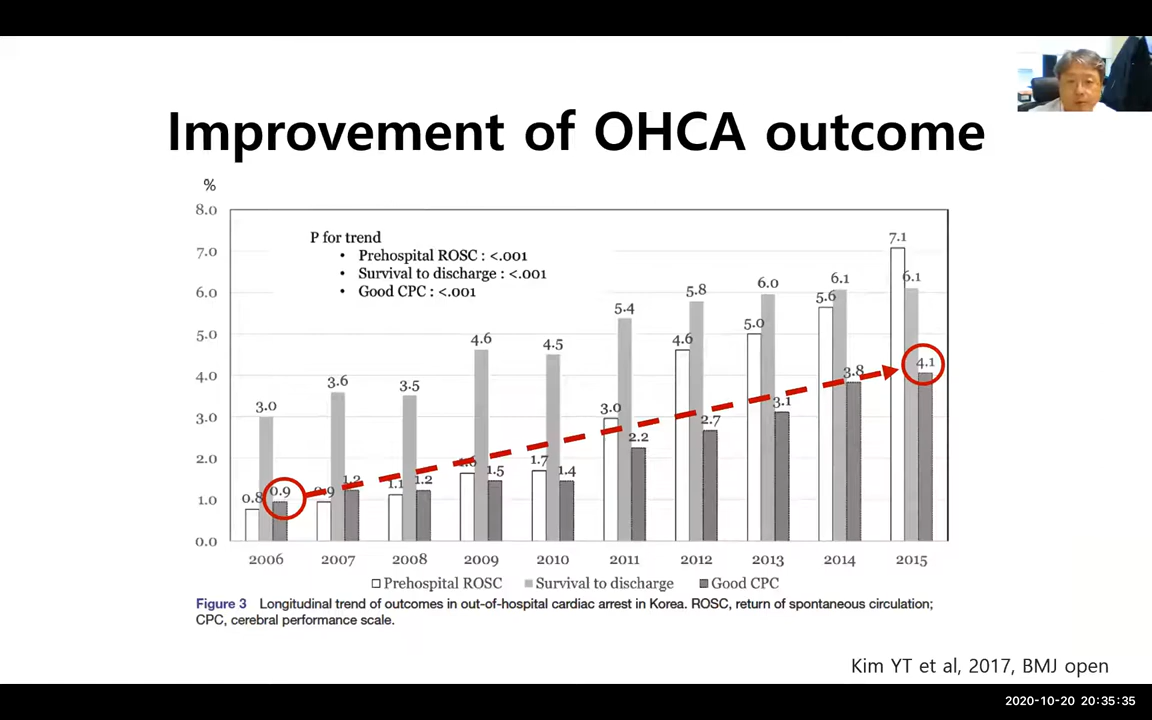 Improvement of OHCA outcome
%
8.0
7.0
6.0
5.0
4.0
3.0
2.0
1.0
0.0
P for trend
• Prehospital ROSC : <.001
• Survival to discharge : <.001
• Good CPC : <.001
0.8 3.0 0.9
3.6 1.2
1.1 3.5 1.2
4.6 1.5
1.7 4.5 1.4
3.0 5.4 2.2
4.6 5.8 2.7
5.0 6.0 3.1
5.6 6.1 3.8
7.1 6.1 4.1
2006 2007 2008 2009 2010 2011 2012 2013 2014 2015
Prehospital ROSC Survival to discharge Good CPC
Figure 3 Longitudinal trend of outcomes in out-of-hospital cardiac arrest in Korea. ROSC, return of spontaneous circulation;
CPC, cerebral performance scale.
Kim YT et al, 2017, BMJ open
2020-10-20 20:35:35